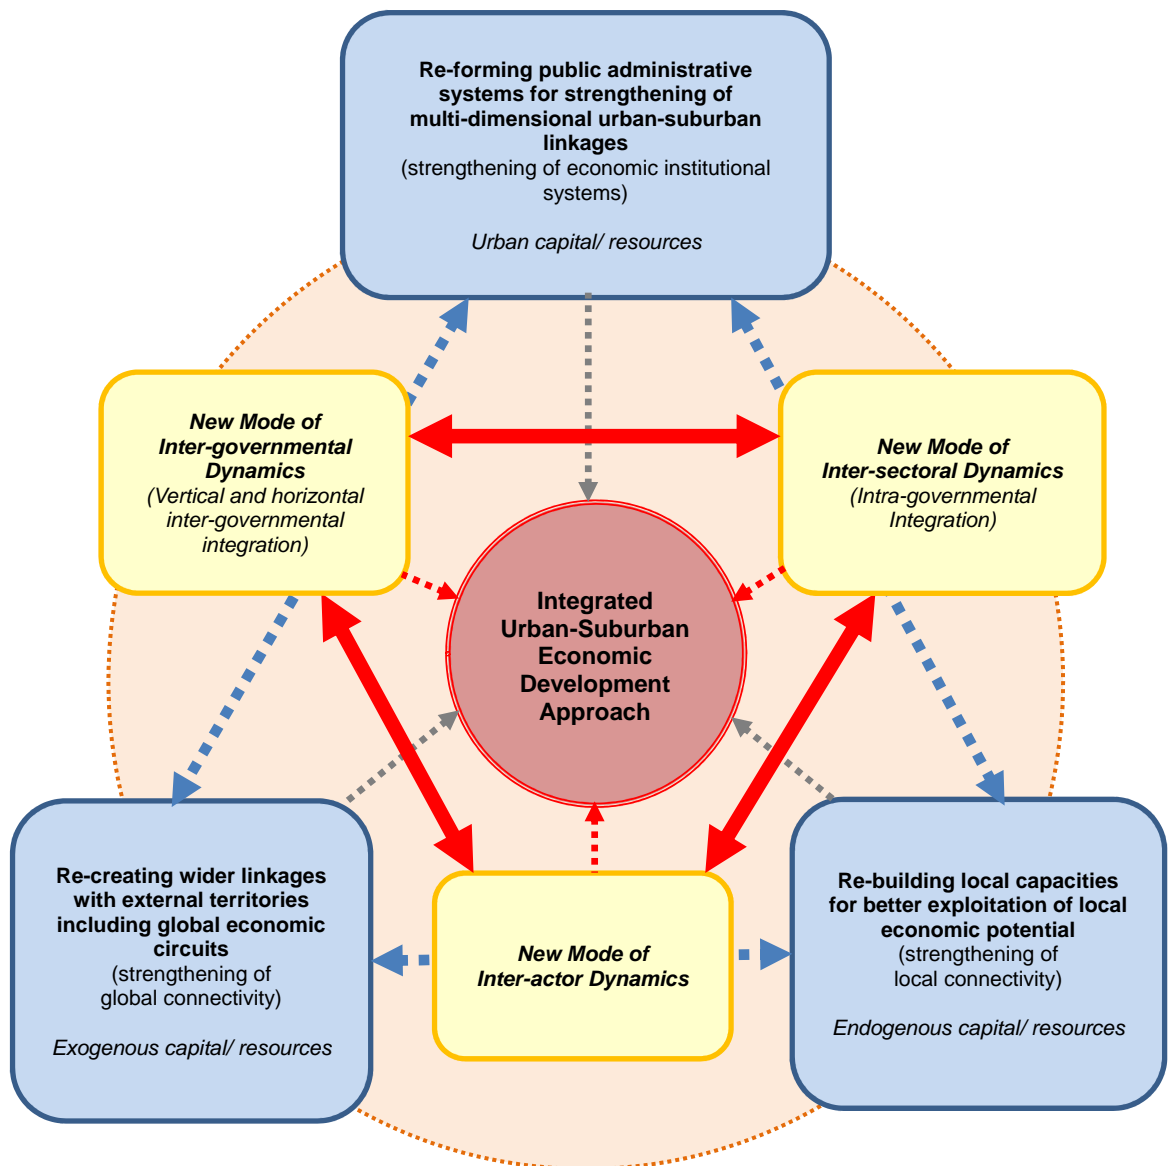 Re-forming public administrative
systems for strengthening of
multi-dimensional urban-suburban
linkages
(strengthening of economic institutional
systems)
Urban capital/ resources
New Mode of
Inter-governmental
Dynamics
(Vertical and horizontal
inter-governmental
integration)
New Mode of
Inter-sectoral Dynamics
(Intra-governmental
Integration)
Integrated
Urban-Suburban
Economic
Development
Approach
Re-creating wider linkages
with external territories
including global economic
circuits
(strengthening of
global connectivity)
Exogenous capital/ resources
New Mode of
Inter-actor Dynamics
Re-building local capacities
for better exploitation of local
economic potential
(strengthening of
local connectivity)
Endogenous capital/ resources